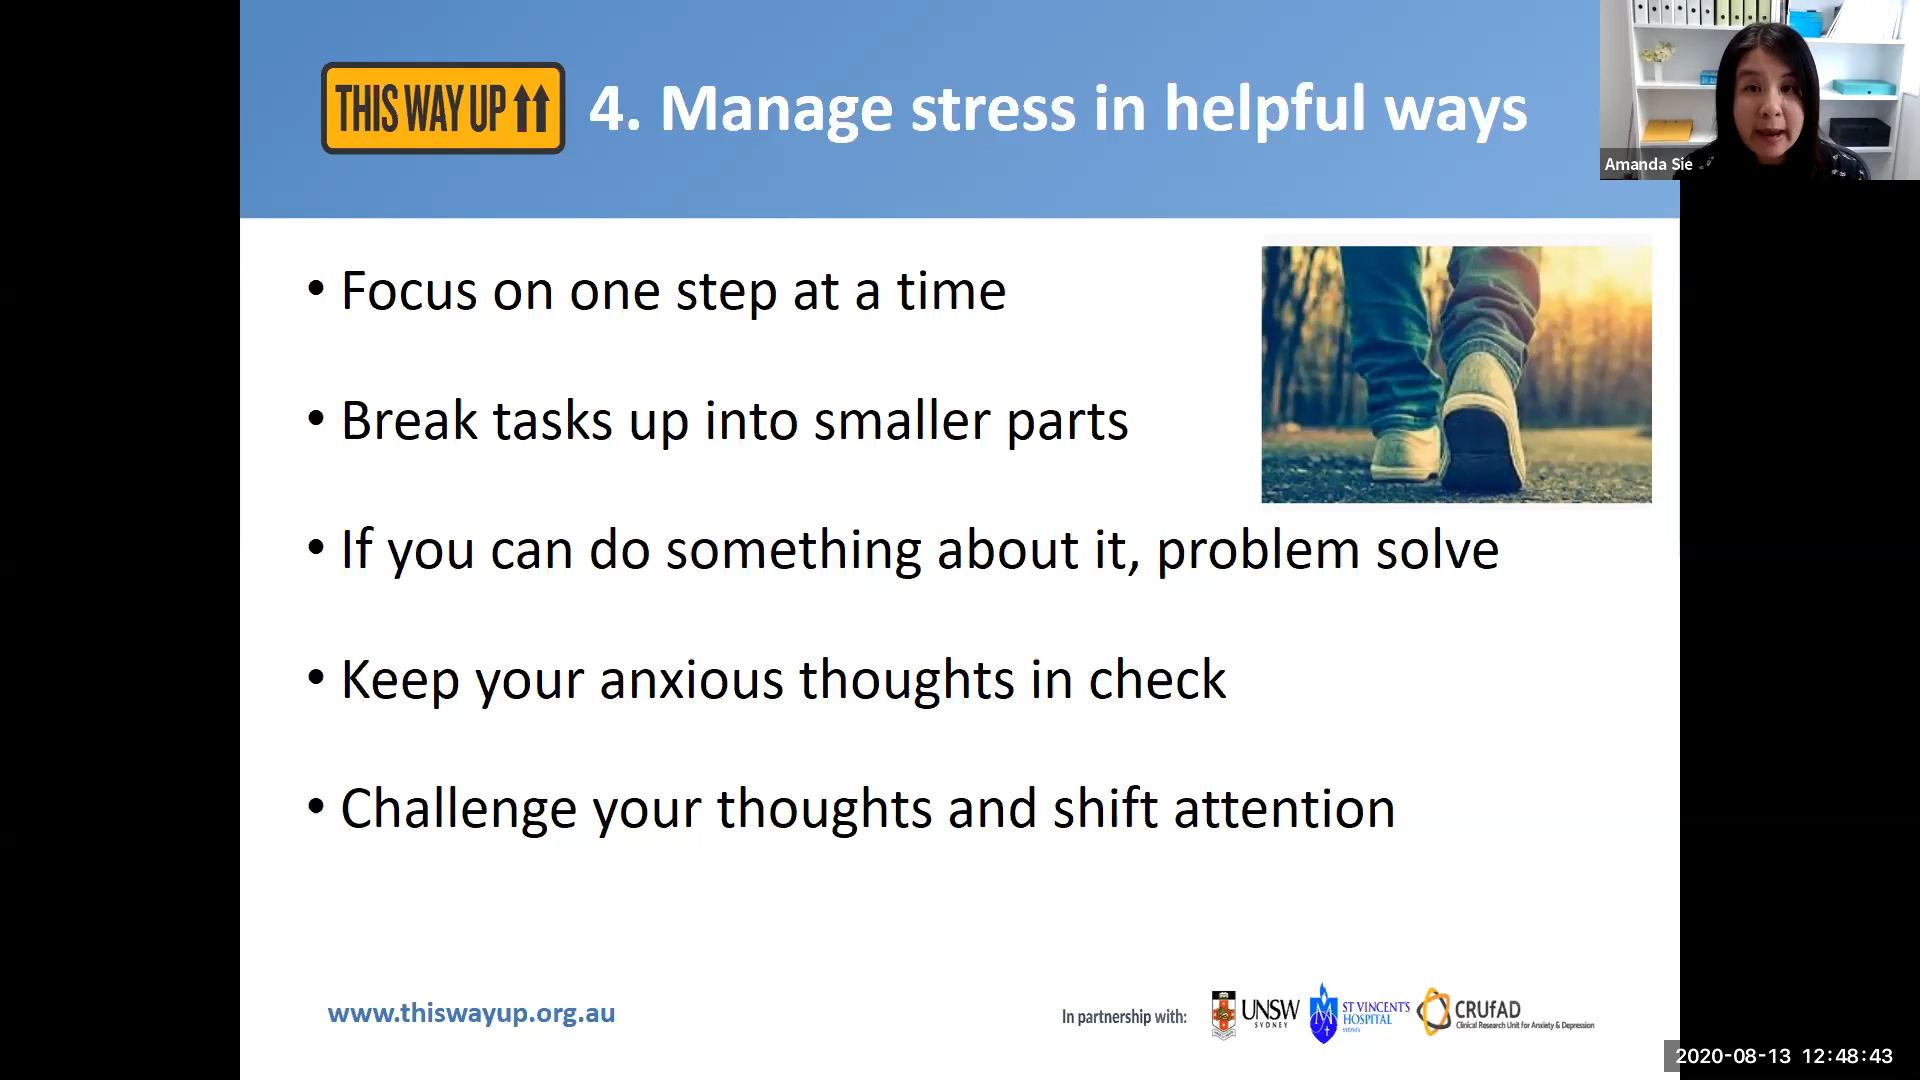 THIS WAY UP
4. Manage stress in helpful ways
Amanda Sie
• Focus on one step at a time
• Break tasks up into smaller parts
• If you can do something about it, problem solve
• Keep your anxious thoughts in check
• Challenge your thoughts and shift attention
www.thiswayup.org.au
In partnership with:
UNSW
SYDNEY
ST VINCENT'S
HOSPITAL
SYDNEY
CRUfAD
Clinical Research Unit for Anxiety & Depression
2020-08-13 12:48:43